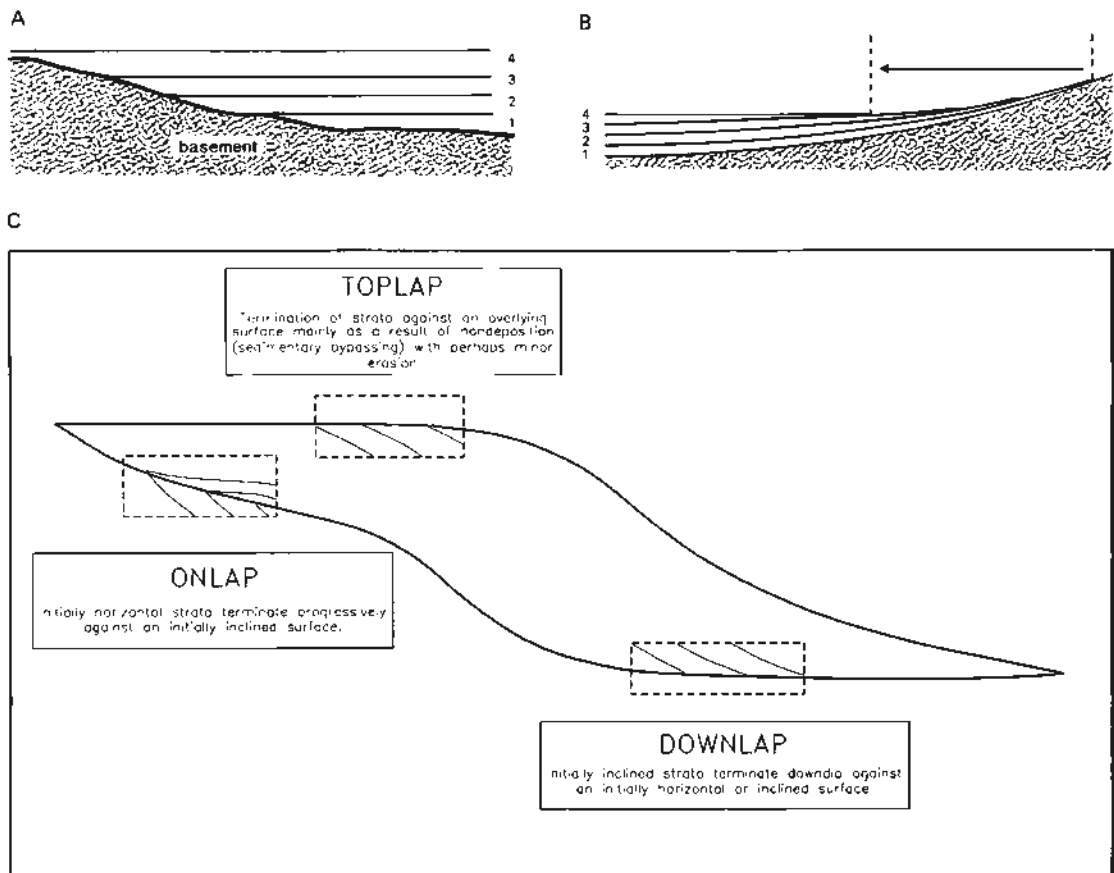 A
4
3
2
1
basement
B
4
3
2
1
C
TOPLAP
Termination of strata against an overlying
surface mainly as a result of nondeposition
(sedimentary bypassing) with perhaps minor
erosion
ONLAP
initially horizontal strata terminate progressively
against an initially inclined surface.
DOWNLAP
initially inclined strata terminate downdip against
an initially horizontal or inclined surface